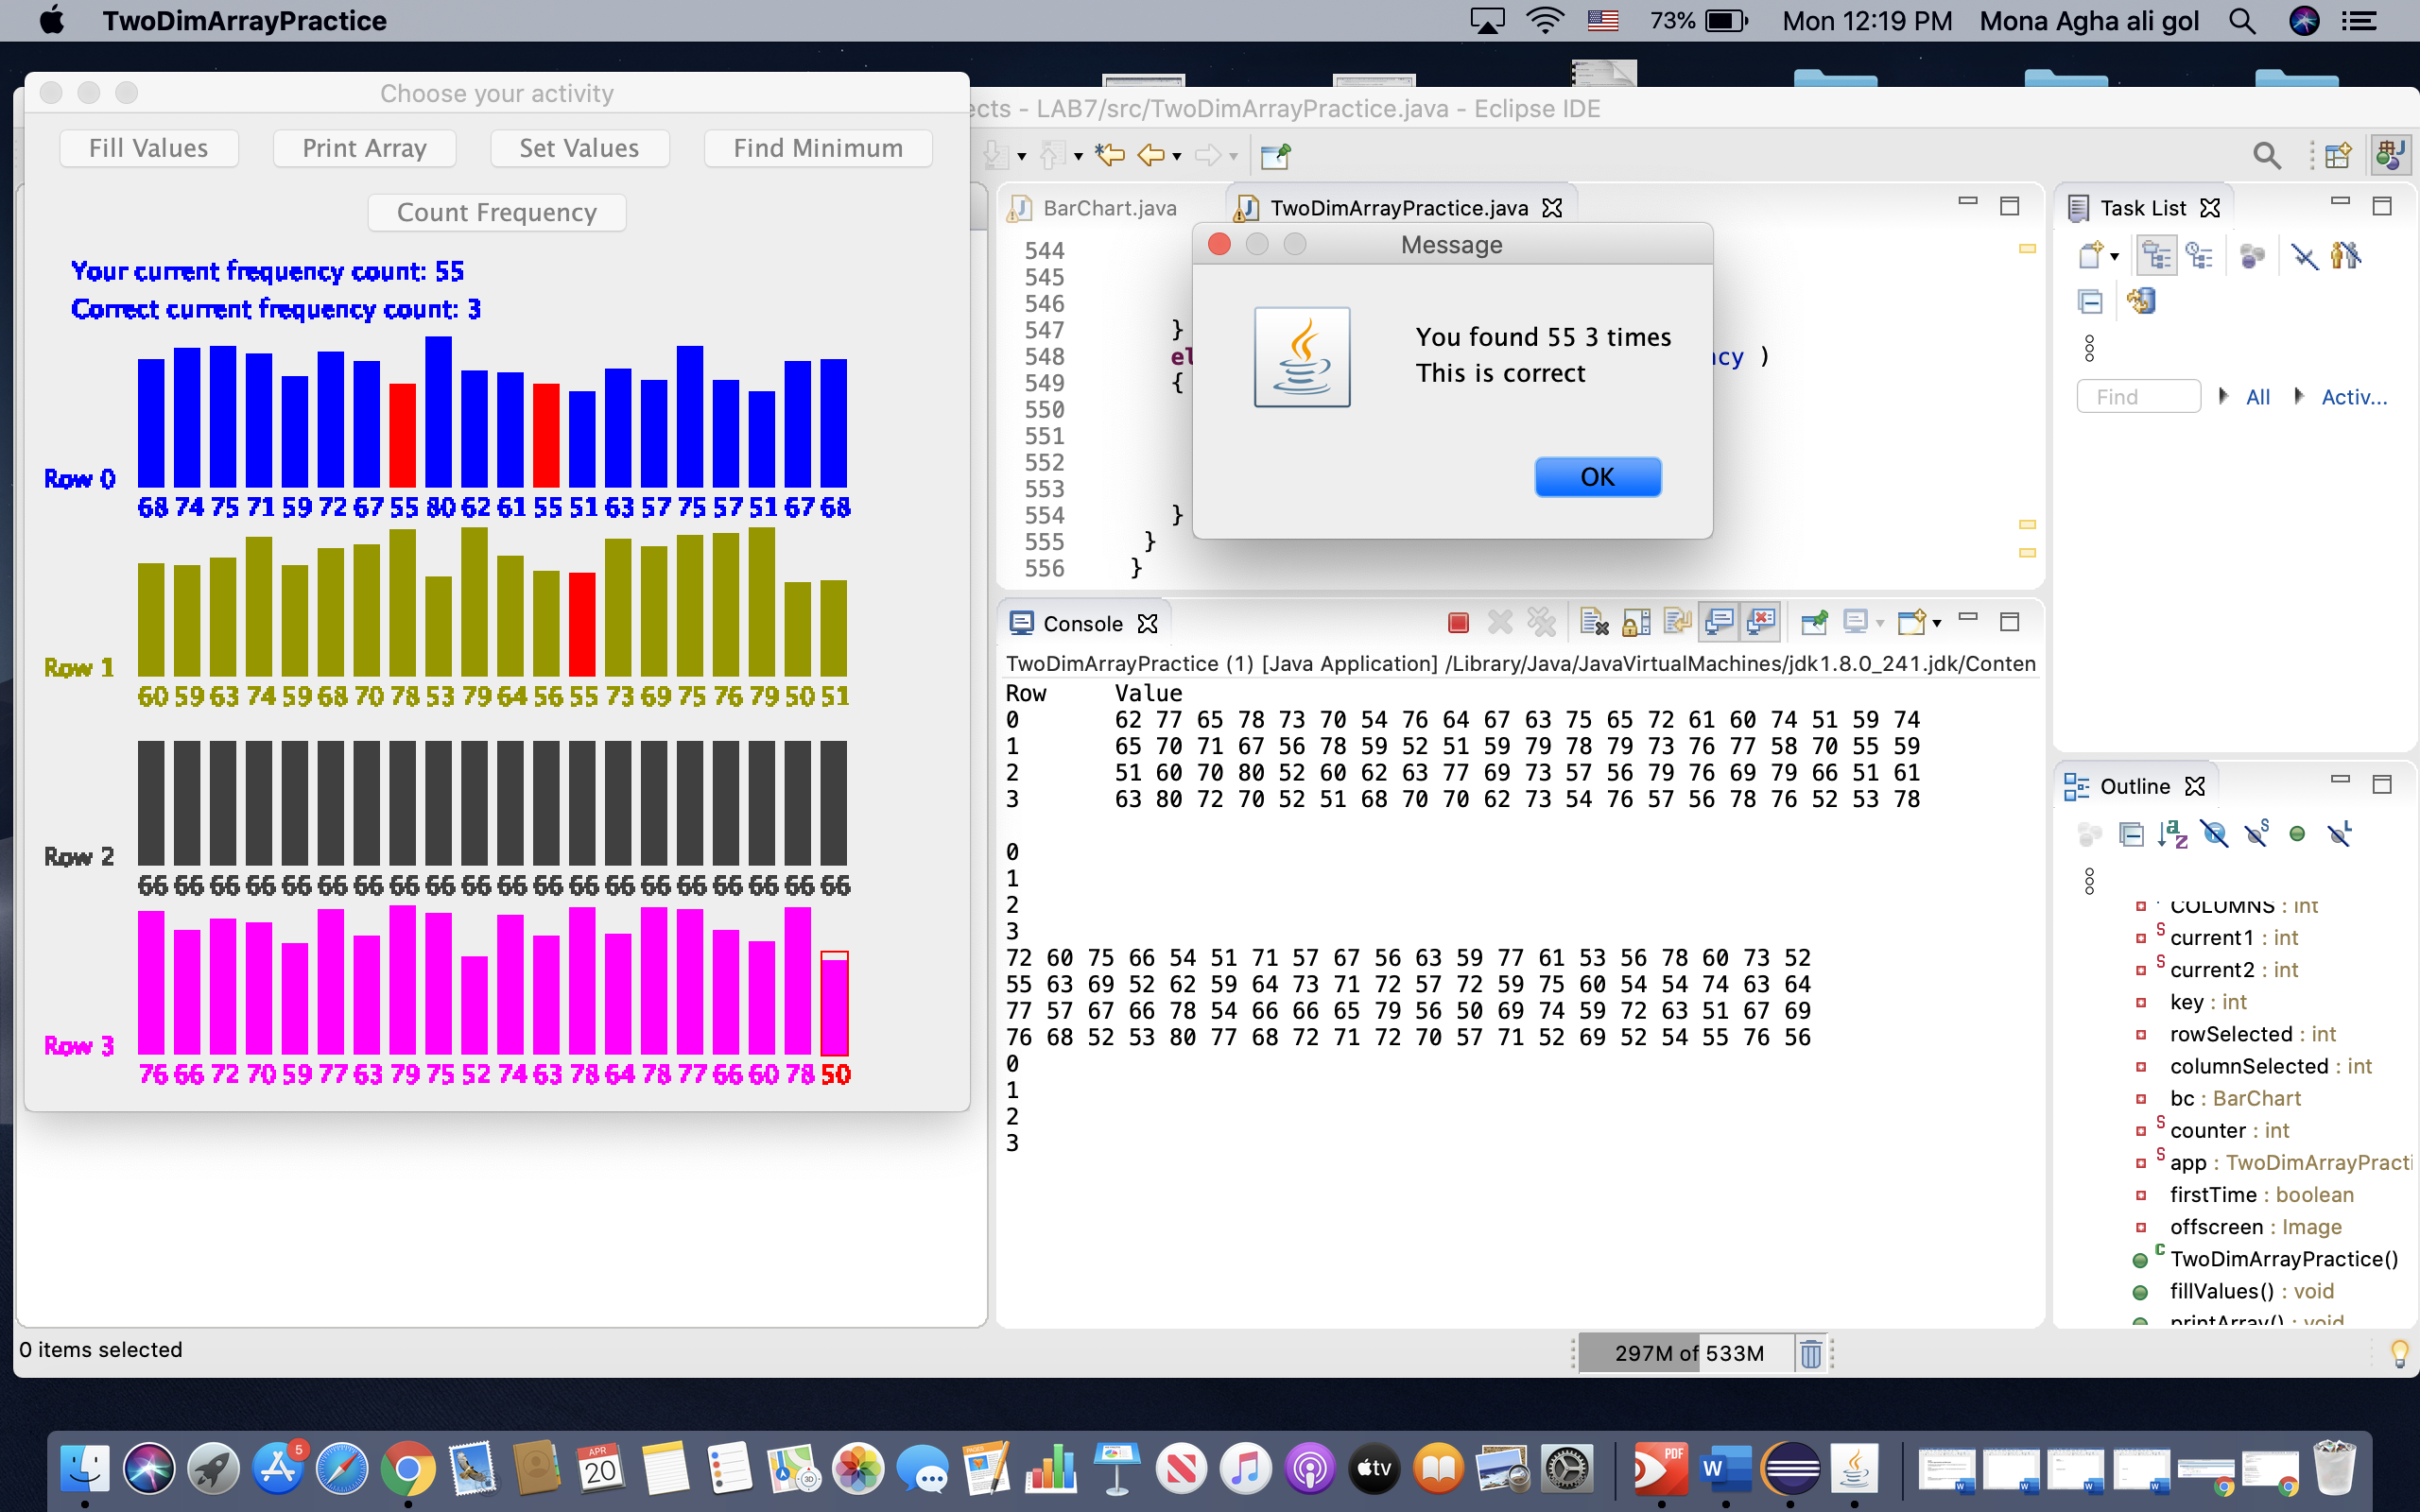 TwoDimArrayPractice
73%
Mon 12:19 PM
Mona Agha ali gol
Choose your activity
Fill Values
Print Array
Set Values
Find Minimum
Count Frequency
Your current frequency count: 55
Correct current frequency count: 3
Row 0
68 74 75 71 59 72 67 55 80 62 61 55 51 63 57 75 57 51 67 68
Row 1
60 59 63 74 59 68 70 78 53 79 64 56 55 73 69 75 76 79 50 51
Row 2
66 66 66 66 66 66 66 66 66 66 66 66 66 66 66 66 66 66 66 66
Row 3
76 66 72 70 59 77 63 79 75 52 74 63 78 64 78 77 66 60 78 50
ects - LAB7/src/TwoDimArrayPractice.java - Eclipse IDE
BarChart.java
TwoDimArrayPractice.java
544
545
546
547 }
548 el ncy )
549 {
550
551
552
553
554 }
555 }
556 }
Message
You found 55 3 times
This is correct
OK
Console
TwoDimArrayPractice (1) [Java Application] /Library/Java/JavaVirtualMachines/jdk1.8.0_241.jdk/Conten
Row Value
0 62 77 65 78 73 70 54 76 64 67 63 75 65 72 61 60 74 51 59 74
1 65 70 71 67 56 78 59 52 51 59 79 78 79 73 76 77 58 70 55 59
2 51 60 70 80 52 60 62 63 77 69 73 57 56 79 76 69 79 66 51 61
3 63 80 72 70 52 51 68 70 70 62 73 54 76 57 56 78 76 52 53 78
0
1
2
3
72 60 75 66 54 51 71 57 67 56 63 59 77 61 53 56 78 60 73 52
55 63 69 52 62 59 64 73 71 72 57 72 59 75 60 54 54 74 63 64
77 57 67 66 78 54 66 66 65 79 56 50 69 74 59 72 63 51 67 69
76 68 52 53 80 77 68 72 71 72 70 57 71 52 69 52 54 55 76 56
0
1
2
3
Task List
Find
All
Activ...
Outline
COLUMNS : int
current1 : int
current2 : int
key : int
rowSelected : int
columnSelected : int
bc : BarChart
counter : int
app : TwoDimArrayPracti
firstTime : boolean
offscreen : Image
TwoDimArrayPractice()
fillValues() : void
printArray() : void
0 items selected
297M of 533M
5
APR
20
3D
PAGES
tv
PDF
W